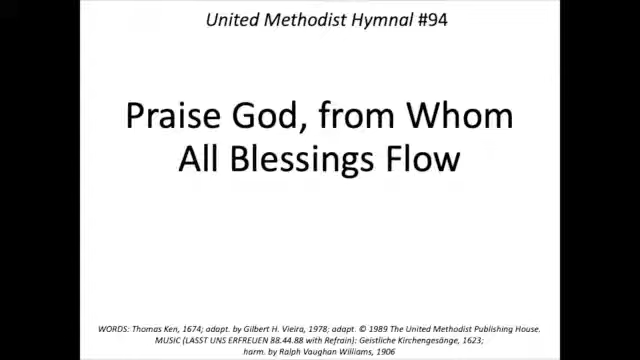 United Methodist Hymnal #94
Praise God, from Whom
All Blessings Flow
WORDS: Thomas Ken, 1674; adapt. by Gilbert H. Vieira, 1978; adapt. © 1989 The United Methodist Publishing House.
MUSIC (LASST UNS ERFREUEN 88.44.88 with Refrain): Geistliche Kirchengesänge, 1623;
harm. by Ralph Vaughan Williams, 1906